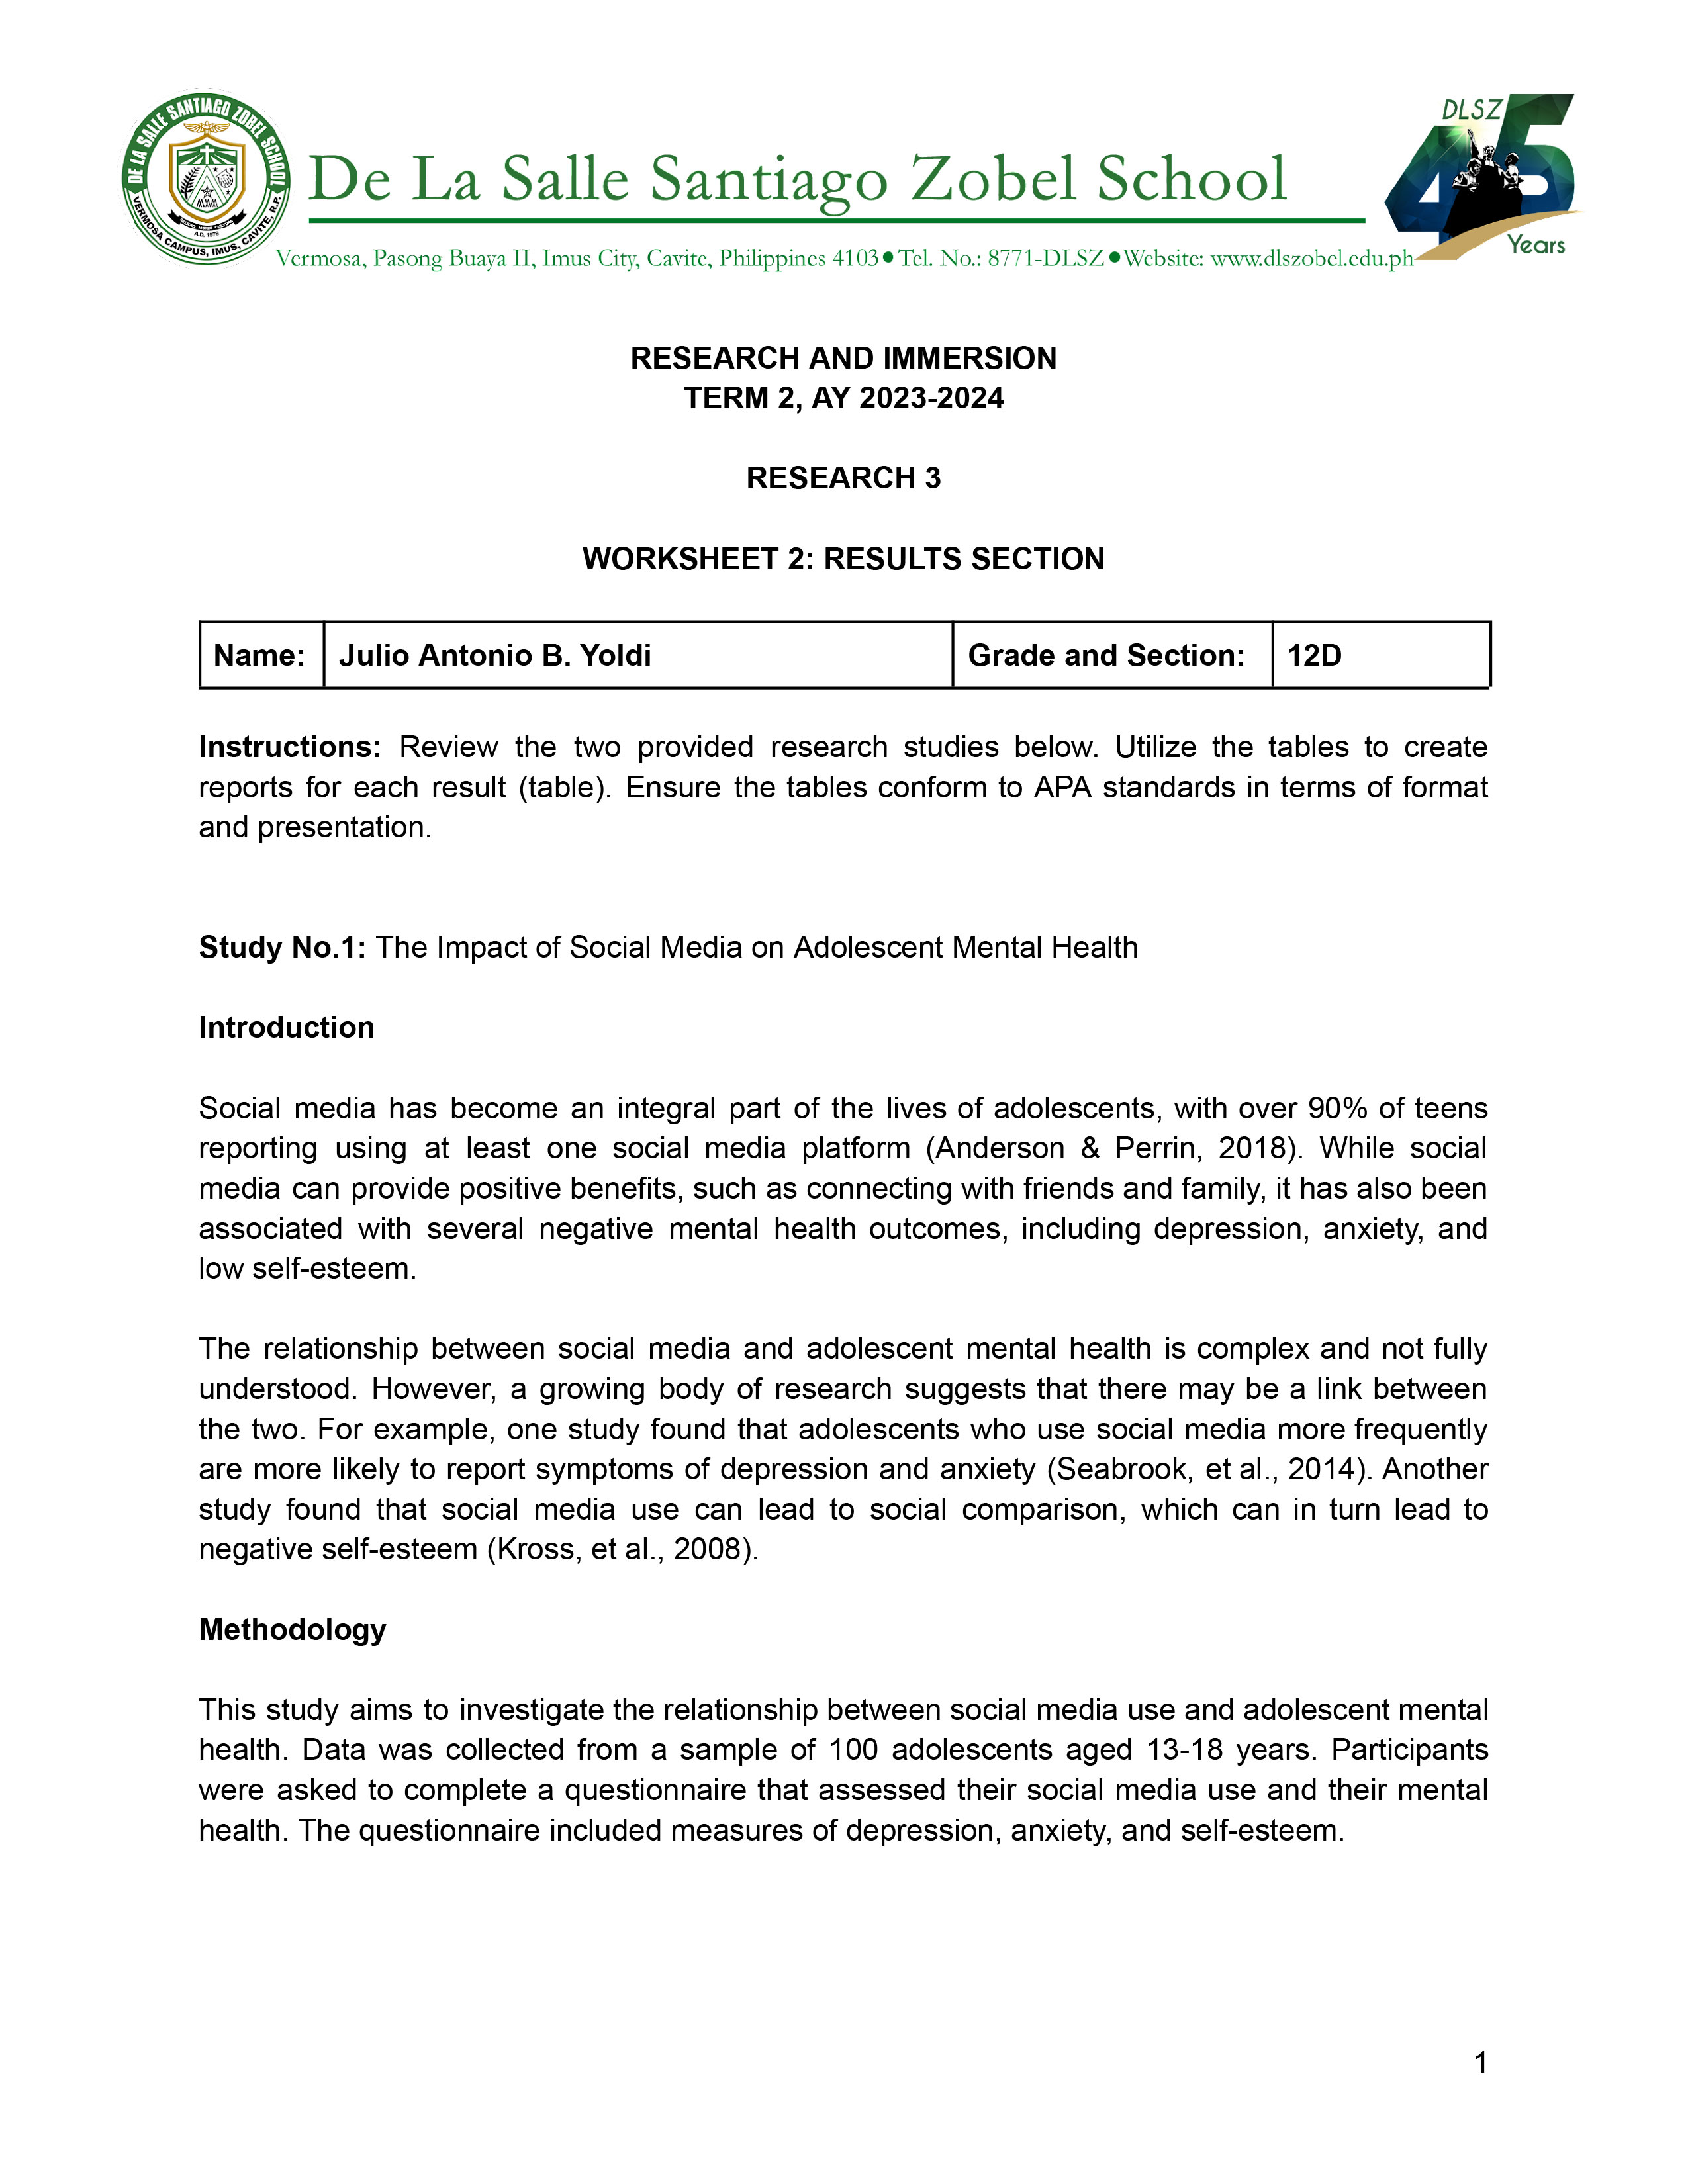 DE LA SALLE SANTIAGO ZOBEL SCHOOL
VERMOSA CAMPUS, IMUS, CAVITE, R.P.
A.D. 1978
De La Salle Santiago Zobel School
DLSZ
45
Years
Vermosa, Pasong Buaya II, Imus City, Cavite, Philippines 4103●Tel. No.: 8771-DLSZ●Website: www.dlszobel.edu.ph
RESEARCH AND IMMERSION
TERM 2, AY 2023-2024
RESEARCH 3
WORKSHEET 2: RESULTS SECTION
Name: Julio Antonio B. Yoldi Grade and Section: 12D
Instructions: Review the two provided research studies below. Utilize the tables to create
reports for each result (table). Ensure the tables conform to APA standards in terms of format
and presentation.
Study No.1: The Impact of Social Media on Adolescent Mental Health
Introduction
Social media has become an integral part of the lives of adolescents, with over 90% of teens
reporting using at least one social media platform (Anderson & Perrin, 2018). While social
media can provide positive benefits, such as connecting with friends and family, it has also been
associated with several negative mental health outcomes, including depression, anxiety, and
low self-esteem.
The relationship between social media and adolescent mental health is complex and not fully
understood. However, a growing body of research suggests that there may be a link between
the two. For example, one study found that adolescents who use social media more frequently
are more likely to report symptoms of depression and anxiety (Seabrook, et al., 2014). Another
study found that social media use can lead to social comparison, which can in turn lead to
negative self-esteem (Kross, et al., 2008).
Methodology
This study aims to investigate the relationship between social media use and adolescent mental
health. Data was collected from a sample of 100 adolescents aged 13-18 years. Participants
were asked to complete a questionnaire that assessed their social media use and their mental
health. The questionnaire included measures of depression, anxiety, and self-esteem.
1